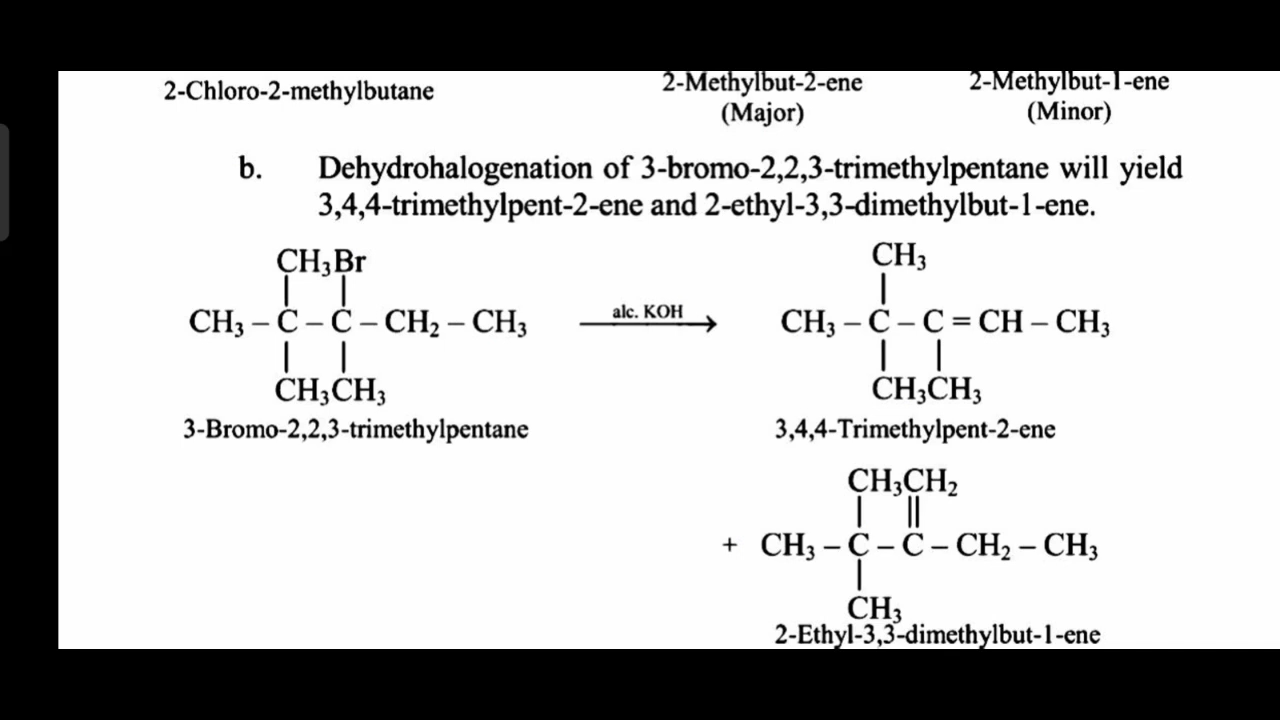 2-Chloro-2-methylbutane 2-Methylbut-2-ene 2-Methylbut-1-ene
(Major) (Minor)
b. Dehydrohalogenation of 3-bromo-2,2,3-trimethylpentane will yield
3,4,4-trimethylpent-2-ene and 2-ethyl-3,3-dimethylbut-1-ene.
CH₃Br CH₃
| | |
CH₃ – C – C – CH₂ – CH₃ alc. KOH CH₃ – C – C = CH – CH₃
| | | |
CH₃CH₃ CH₃CH₃
3-Bromo-2,2,3-trimethylpentane 3,4,4-Trimethylpent-2-ene
CH₃CH₂
| ||
+ CH₃ – C – C – CH₂ – CH₃
|
CH₃
2-Ethyl-3,3-dimethylbut-1-ene